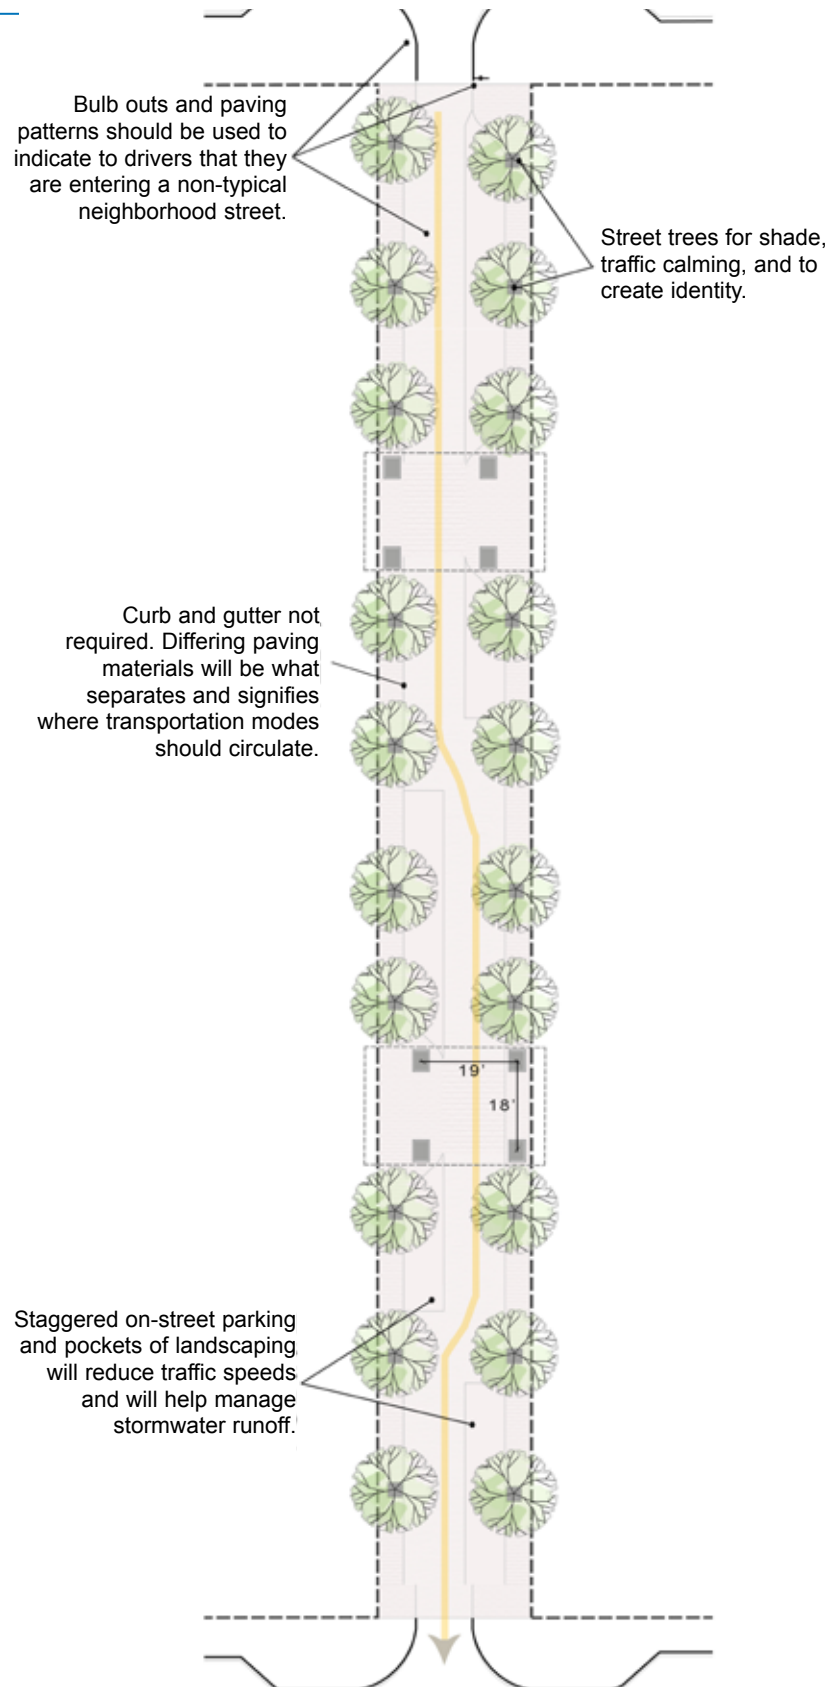 Bulb outs and paving
patterns should be used to
indicate to drivers that they
are entering a non-typical
neighborhood street.
Street trees for shade,
traffic calming, and to
create identity.
Curb and gutter not
required. Differing paving
materials will be what
separates and signifies
where transportation modes
should circulate.
19'
18'
Staggered on-street parking
and pockets of landscaping
will reduce traffic speeds
and will help manage
stormwater runoff.